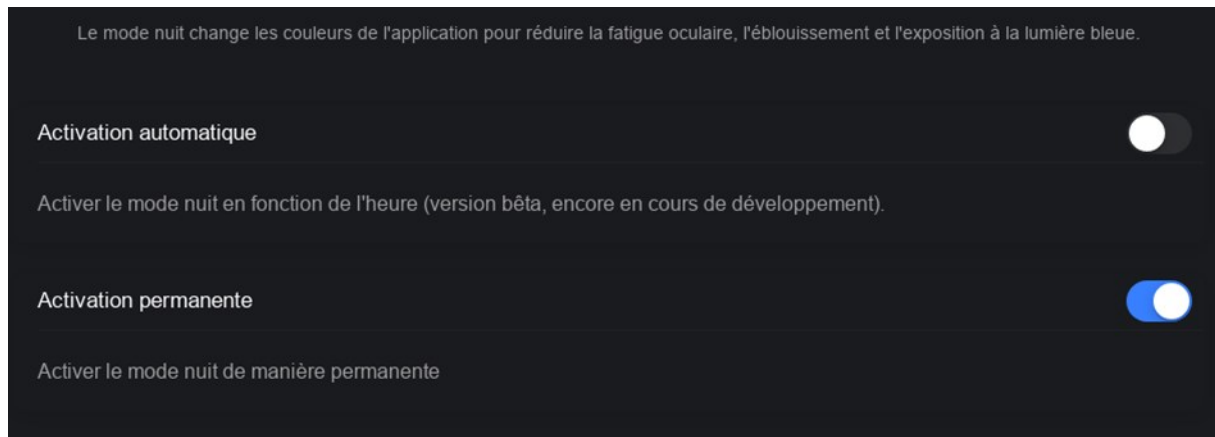 Le mode nuit change les couleurs de l'application pour réduire la fatigue oculaire, l'éblouissement et l'exposition à la lumière bleue.
Activation automatique
Activer le mode nuit en fonction de l'heure (version bêta, encore en cours de développement).
Activation permanente
Activer le mode nuit de manière permanente